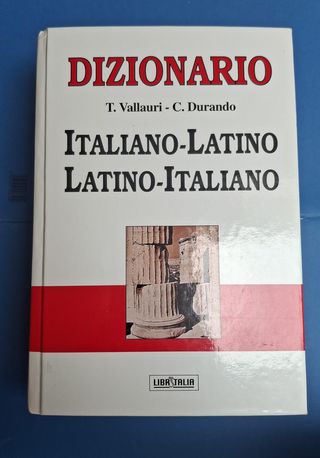 DIZIONARIO
T. Vallauri - C. Durando
ITALIANO-LATINO
LATINO-ITALIANO
LIBRITALIA